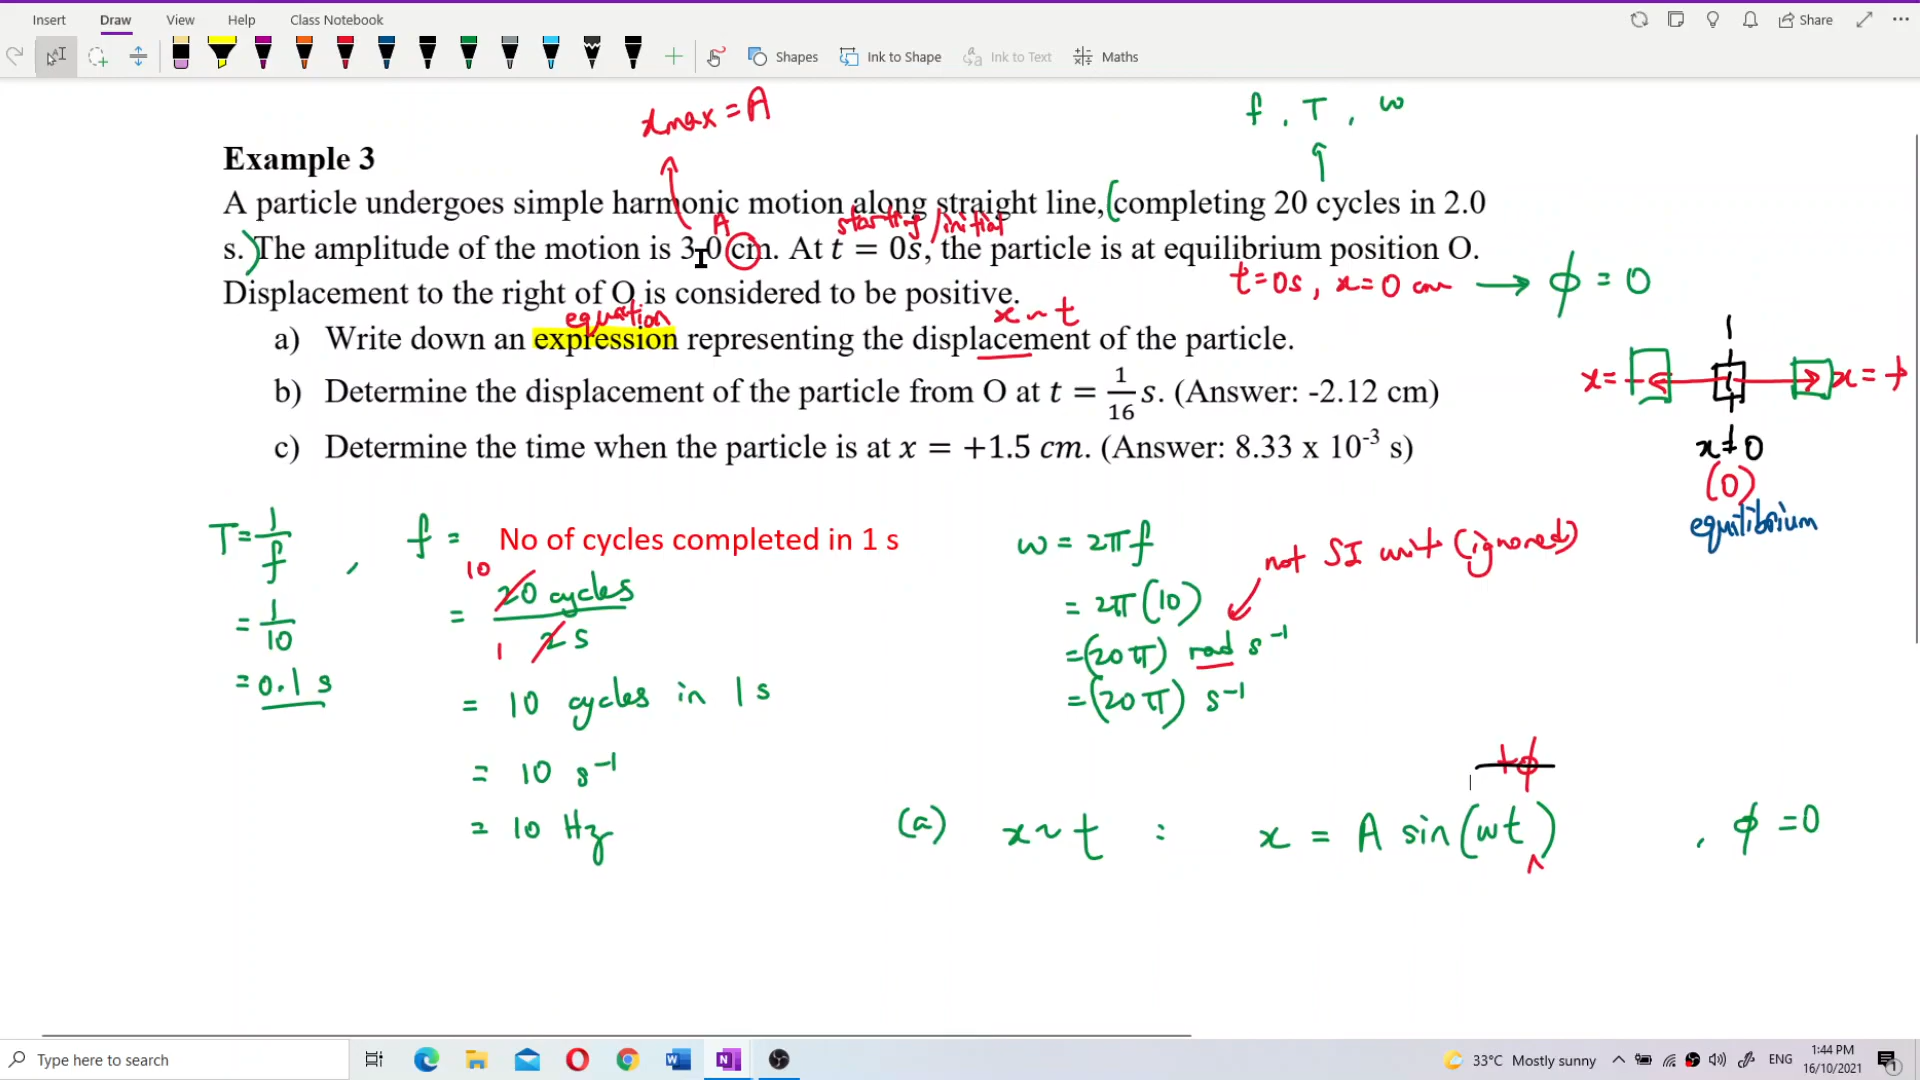 Insert Draw View Help Class Notebook Share
Shapes Ink to Shape Ink to Text Maths
xmax = A
f , T , ω
Example 3
A particle undergoes simple harmonic motion along straight line, (completing 20 cycles in 2.0
A starting/initial
s.) The amplitude of the motion is 3.0 cm. At t = 0s, the particle is at equilibrium position O.
t=0s, x=0 cm → ϕ = 0
Displacement to the right of O is considered to be positive.
equation x ~ t
a) Write down an expression representing the displacement of the particle.
x= - x= +
b) Determine the displacement of the particle from O at t = 1/16 s. (Answer: -2.12 cm)
c) Determine the time when the particle is at x = +1.5 cm. (Answer: 8.33 x 10⁻³ s)
x = 0
(O)
equilibrium
T = 1/f , f = No of cycles completed in 1 s
= 1/10
= 0.1 s
= 20 cycles / 2 s
10
1
= 10 cycles in 1 s
= 10 s⁻¹
= 10 Hz
ω = 2πf
not SI unit (ignored)
= 2π(10)
= (20π) rad s⁻¹
= (20π) s⁻¹
+ϕ
(a) x ~ t : x = A sin(ωt) , ϕ = 0
Type here to search
33°C Mostly sunny ENG 1:44 PM
16/10/2021